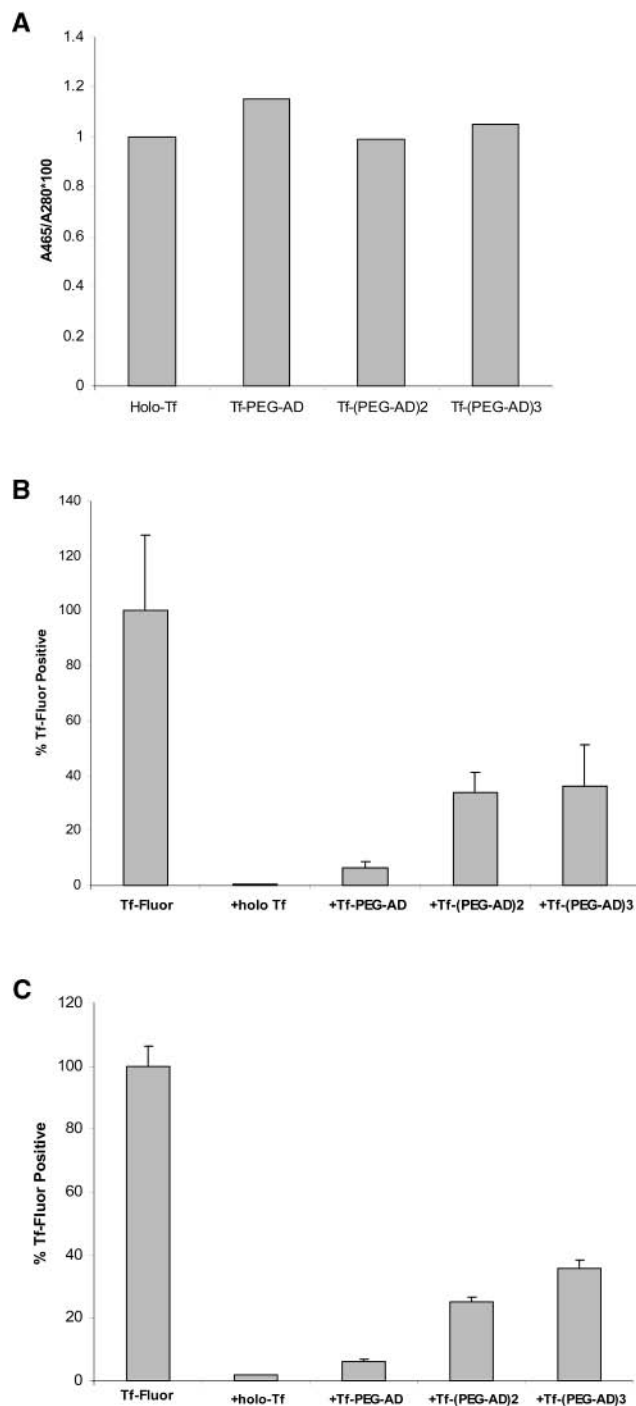 A
1.4
1.2
1
0.8
0.6
0.4
0.2
0
A465/A280*100
Holo-Tf Tf-PEG-AD Tf-(PEG-AD)2 Tf-(PEG-AD)3
B
140
120
100
80
60
40
20
0
% Tf-Fluor Positive
Tf-Fluor +holo Tf +Tf-PEG-AD +Tf-(PEG-AD)2 +Tf-(PEG-AD)3
C
120
100
80
60
40
20
0
% Tf-Fluor Positive
Tf-Fluor +holo-Tf +Tf-PEG-AD +Tf-(PEG-AD)2 +Tf-(PEG-AD)3